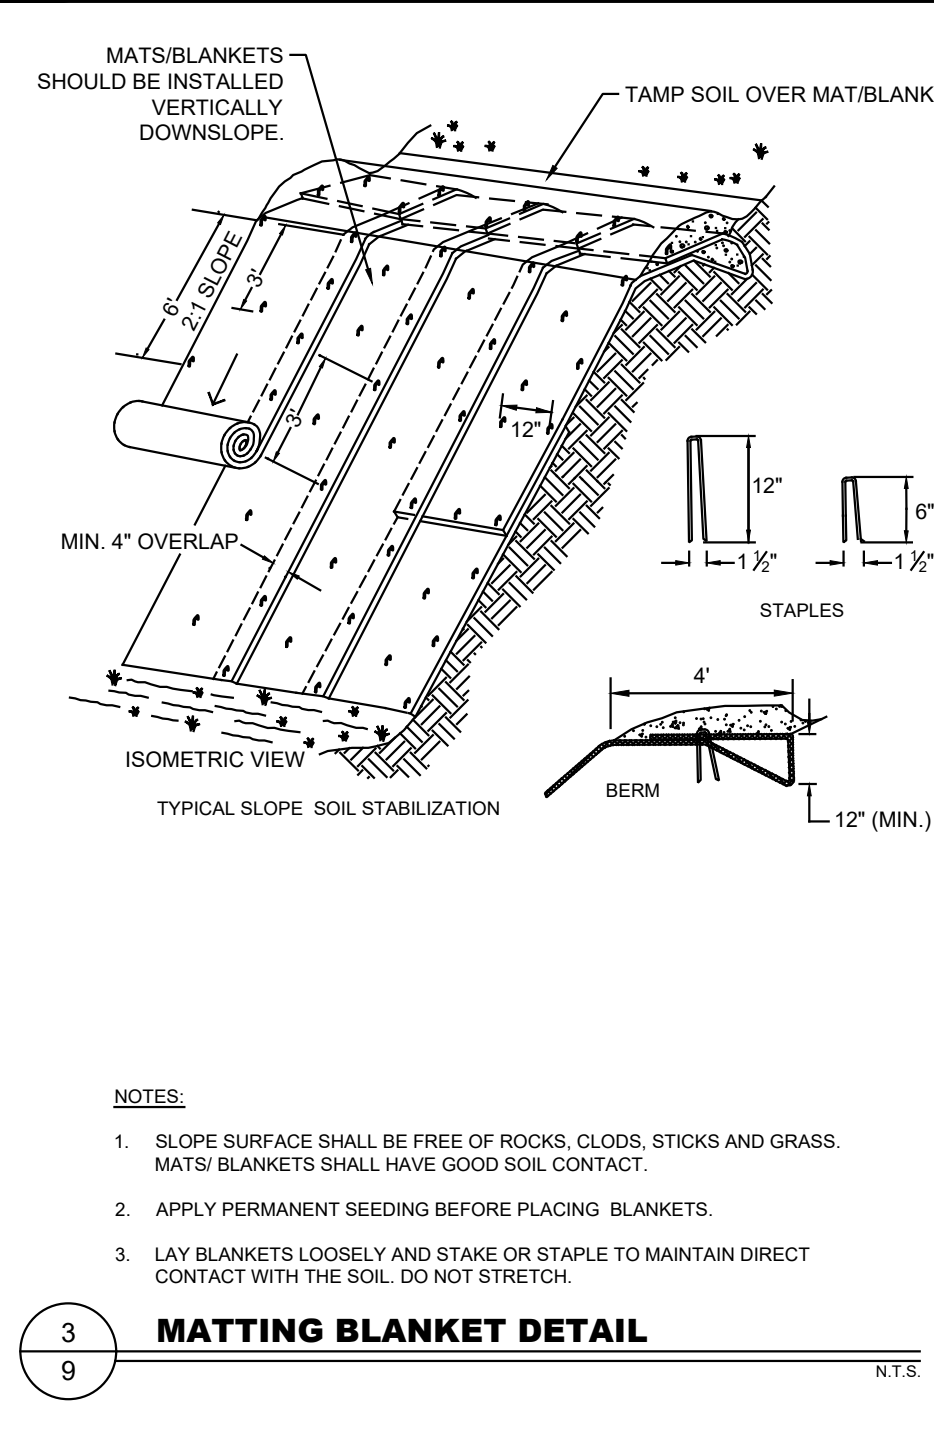 MATS/BLANKETS
SHOULD BE INSTALLED
VERTICALLY
DOWNSLOPE.
TAMP SOIL OVER MAT/BLANK
6'
2:1 SLOPE
3'
3'
12"
MIN. 4" OVERLAP
12"
6"
1 ½"
1 ½"
STAPLES
4'
ISOMETRIC VIEW
BERM
TYPICAL SLOPE SOIL STABILIZATION
12" (MIN.)
NOTES:
1. SLOPE SURFACE SHALL BE FREE OF ROCKS, CLODS, STICKS AND GRASS.
MATS/ BLANKETS SHALL HAVE GOOD SOIL CONTACT.
2. APPLY PERMANENT SEEDING BEFORE PLACING BLANKETS.
3. LAY BLANKETS LOOSELY AND STAKE OR STAPLE TO MAINTAIN DIRECT
CONTACT WITH THE SOIL. DO NOT STRETCH.
3
MATTING BLANKET DETAIL
9
N.T.S.